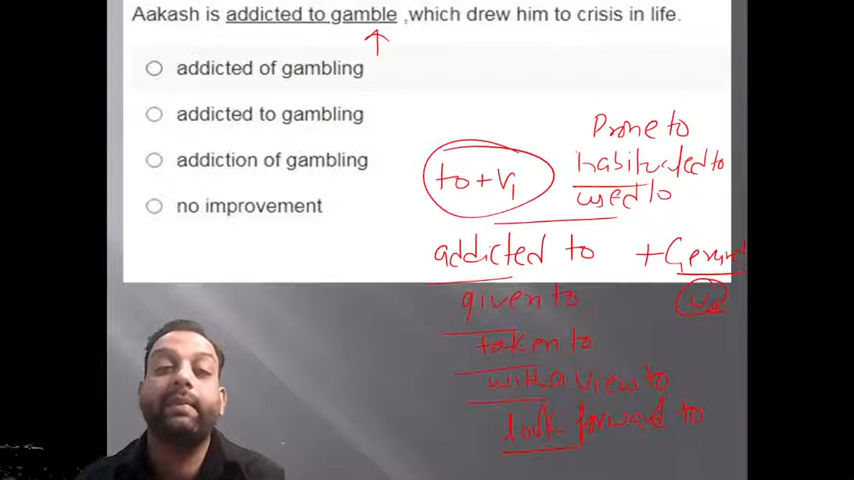 Aakash is addicted to gamble ,which drew him to crisis in life.
addicted of gambling
addicted to gambling
addiction of gambling
no improvement
Prone to
habituated to
used to
to + V1
addicted to + Gerund
given to
taken to
with a view to
look forward to